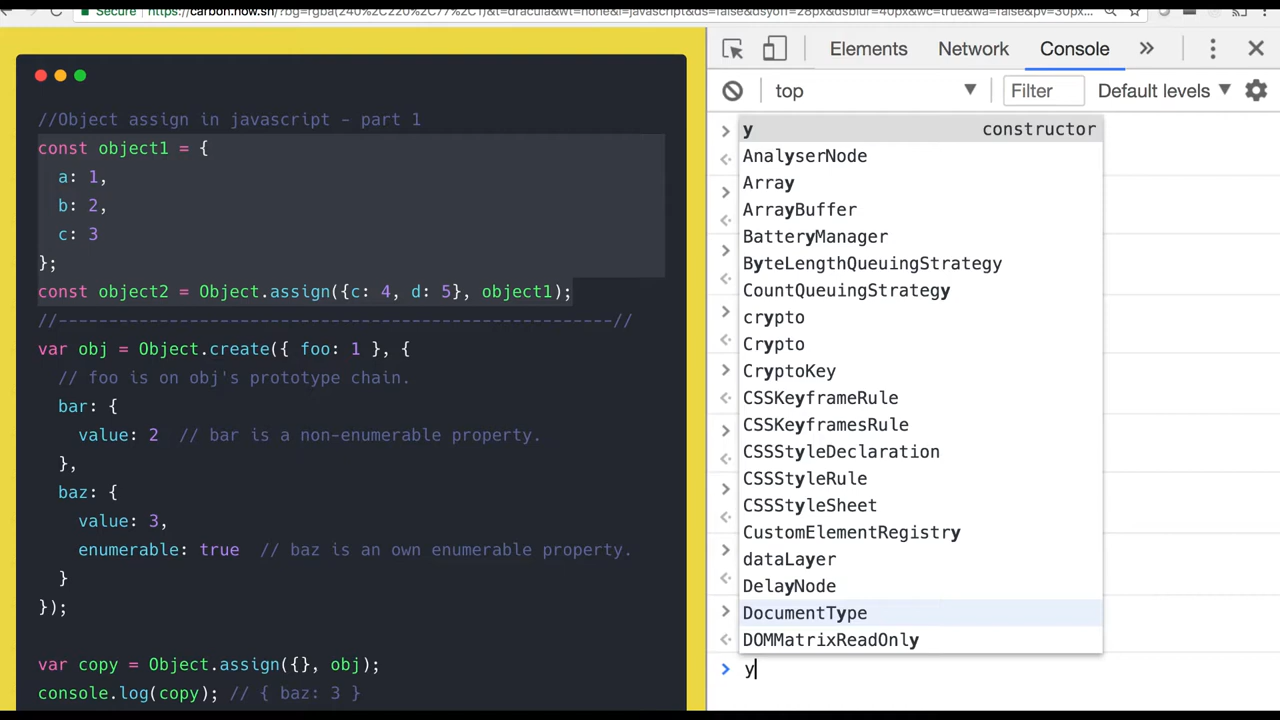 Secure https://carbon.now.sh/?bg=rgba(240%2C220%2C77%2C1)&t=dracula&wt=none&l=javascript&ds=false&dsyoff=28px&dsblur=40px&wc=true&wa=false&pv=30px...
Elements Network Console »
top Filter Default levels
//Object assign in javascript - part 1
const object1 = {
a: 1,
b: 2,
c: 3
};
const object2 = Object.assign({c: 4, d: 5}, object1);
//-------------------------------------------------------//
var obj = Object.create({ foo: 1 }, {
// foo is on obj's prototype chain.
bar: {
value: 2 // bar is a non-enumerable property.
},
baz: {
value: 3,
enumerable: true // baz is an own enumerable property.
}
});
var copy = Object.assign({}, obj);
console.log(copy); // { baz: 3 }
y constructor
AnalyserNode
Array
ArrayBuffer
BatteryManager
ByteLengthQueuingStrategy
CountQueuingStrategy
crypto
Crypto
CryptoKey
CSSKeyframeRule
CSSKeyframesRule
CSSStyleDeclaration
CSSStyleRule
CSSStyleSheet
CustomElementRegistry
dataLayer
DelayNode
DocumentType
DOMMatrixReadOnly
> y